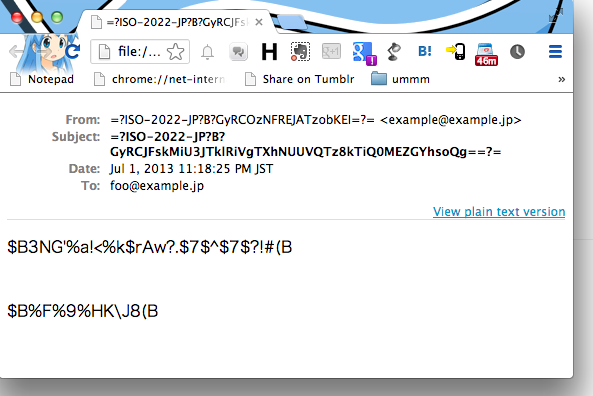 =?ISO-2022-JP?B?GyRCJFs
file:/...
B!
1
46m
Notepad
chrome://net-intern
Share on Tumblr
ummm
»
From: =?ISO-2022-JP?B?GyRCOzNFREJATzobKEI=?= <example@example.jp>
Subject: =?ISO-2022-JP?B?
GyRCJFskMiU3JTklRiVgTXhNUUVQTz8kTiQ0MEZGYhsoQg==?=
Date: Jul 1, 2013 11:18:25 PM JST
To: foo@example.jp
View plain text version
$B3NG'%a!<%k$rAw?.$7$^$7$?!#(B
$B%F%9%HK\J8(B